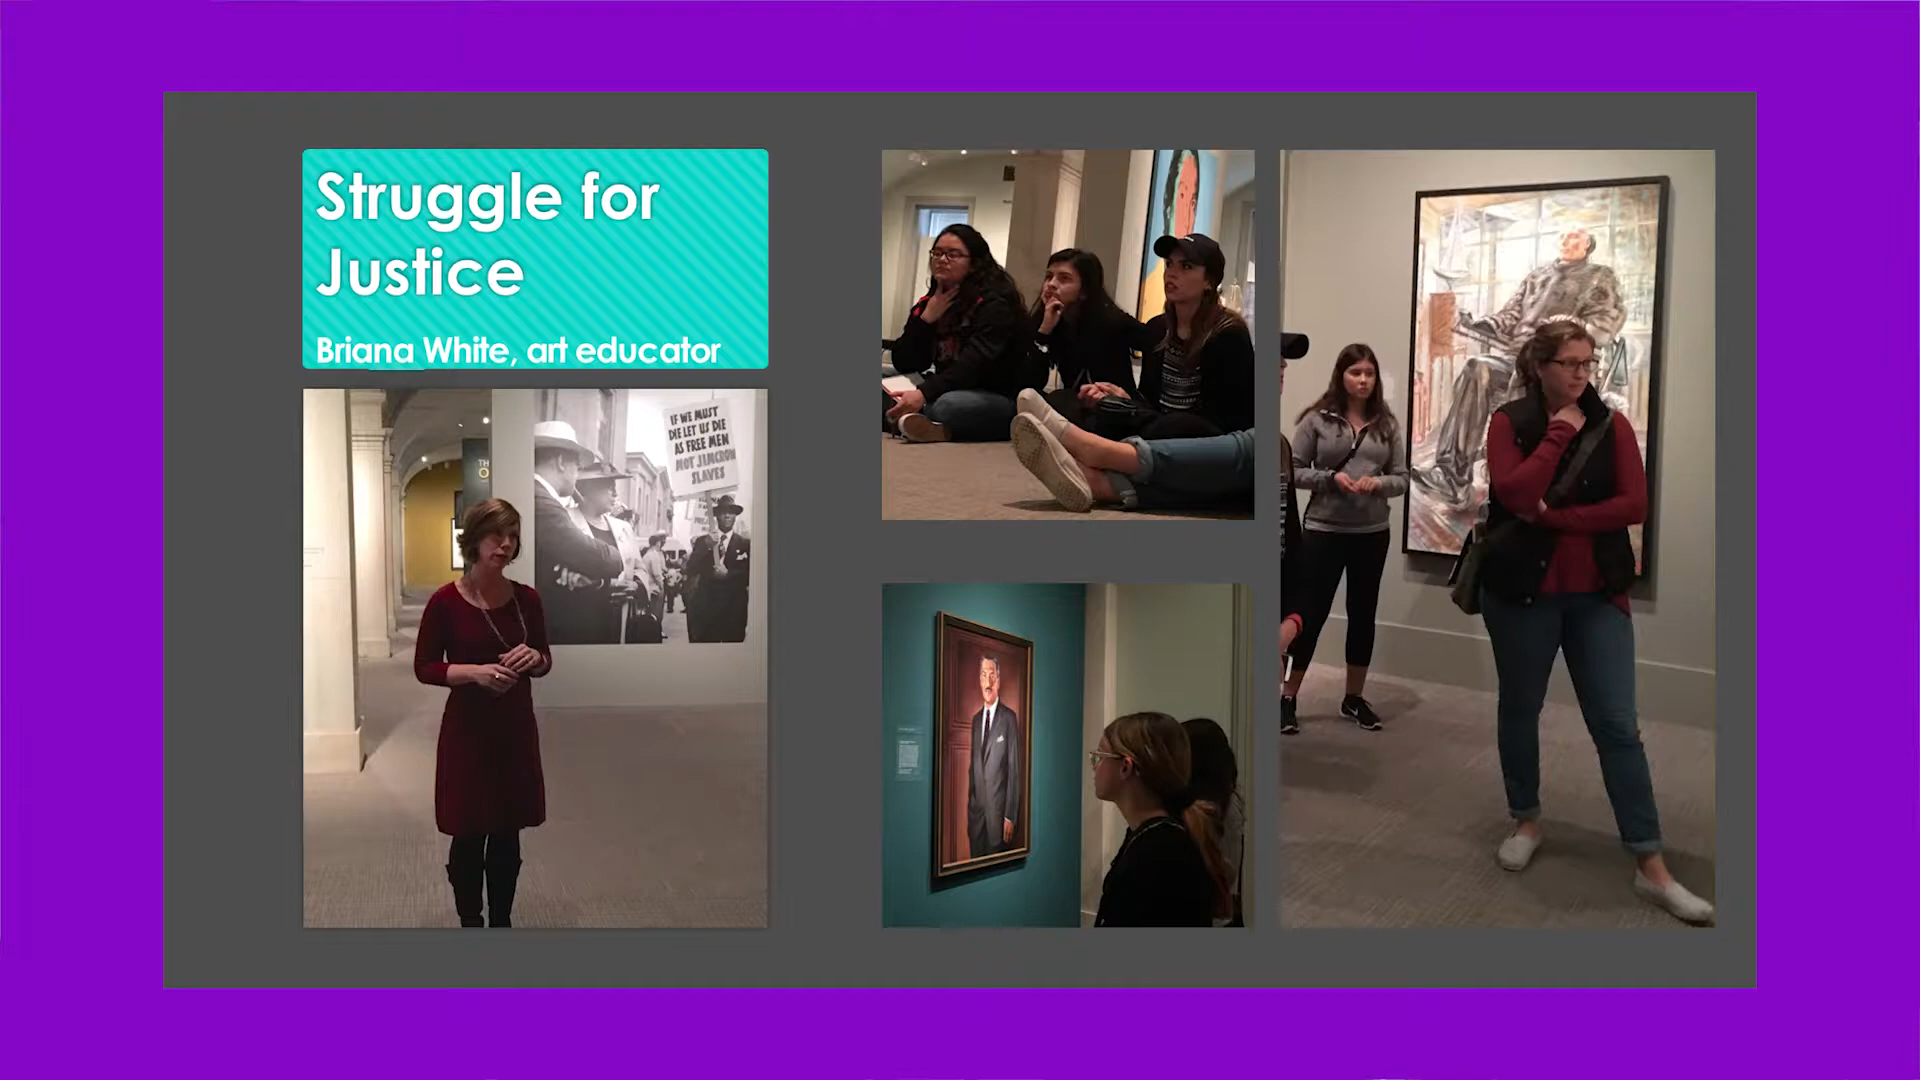 Struggle for
Justice
Briana White, art educator
IF WE MUST
DIE LET US DIE
AS FREE MEN
NOT JIMCROW
SLAVES